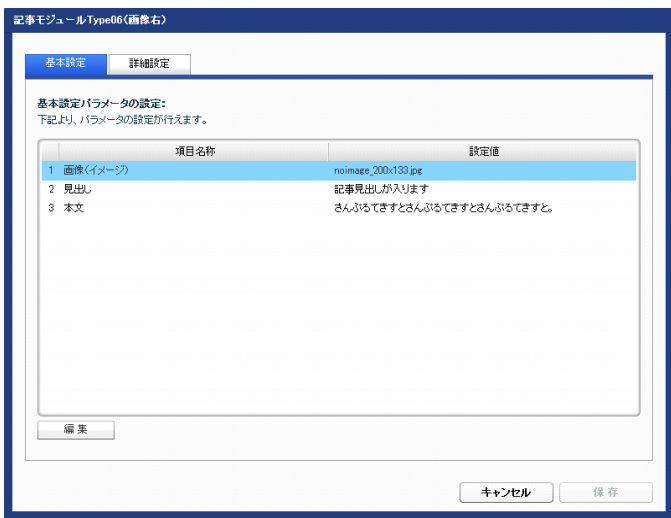 記事モジュールType06(画像右)
基本設定 詳細設定
基本設定パラメータの設定:
下記より、パラメータの設定が行えます。
項目名称 設定値
1 画像(イメージ) noimage_200x133.jpg
2 見出し 記事見出しが入ります
3 本文 さんぷるてきすとさんぷるてきすとさんぷるてきすと。
編集
キャンセル 保存